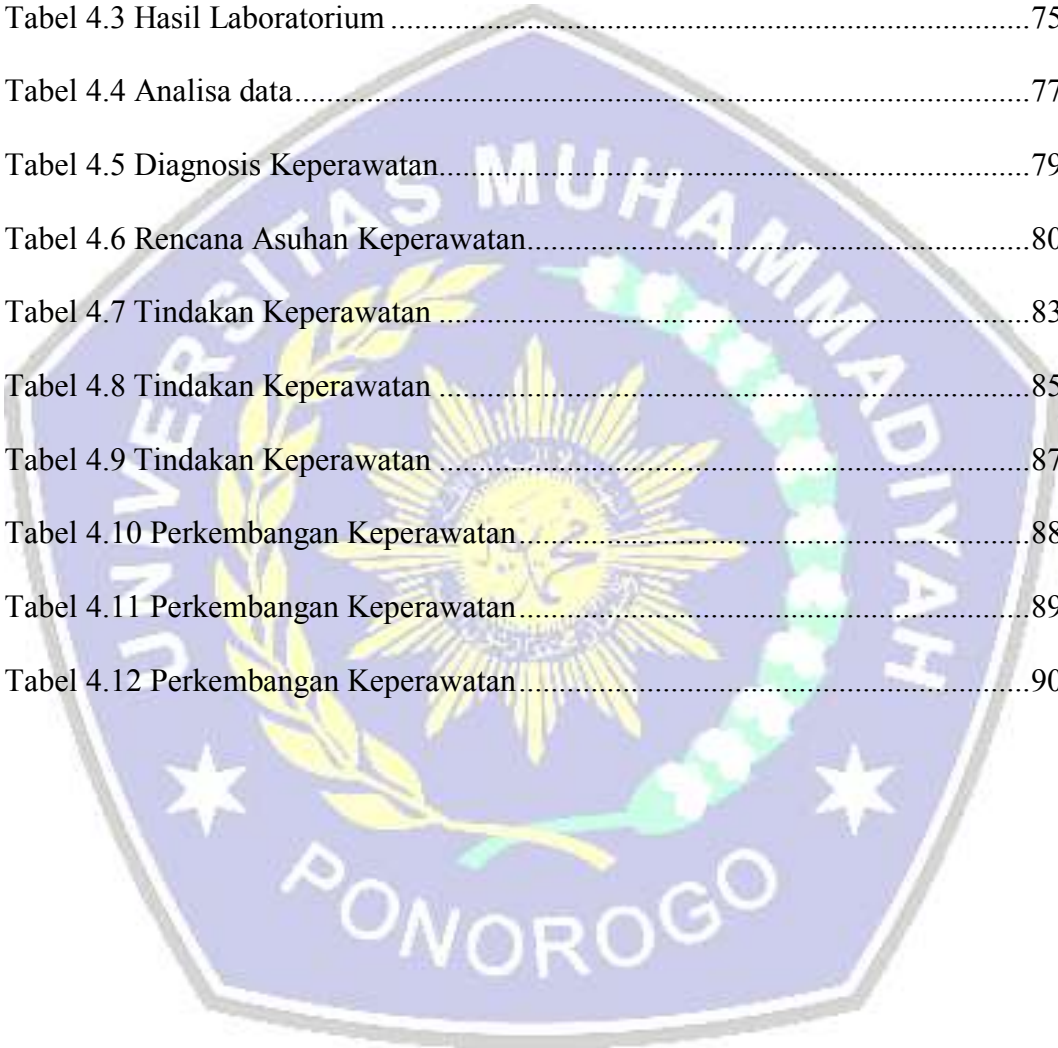 Tabel 4.3 Hasil Laboratorium ........ 75
Tabel 4.4 Analisa data ........ 77
Tabel 4.5 Diagnosis Keperawatan ........ 79
Tabel 4.6 Rencana Asuhan Keperawatan ........ 80
Tabel 4.7 Tindakan Keperawatan ........ 83
Tabel 4.8 Tindakan Keperawatan ........ 85
Tabel 4.9 Tindakan Keperawatan ........ 87
Tabel 4.10 Perkembangan Keperawatan ........ 88
Tabel 4.11 Perkembangan Keperawatan ........ 89
Tabel 4.12 Perkembangan Keperawatan ........ 90
UNIVERSITAS MUHAMMADIYAH
PONOROGO